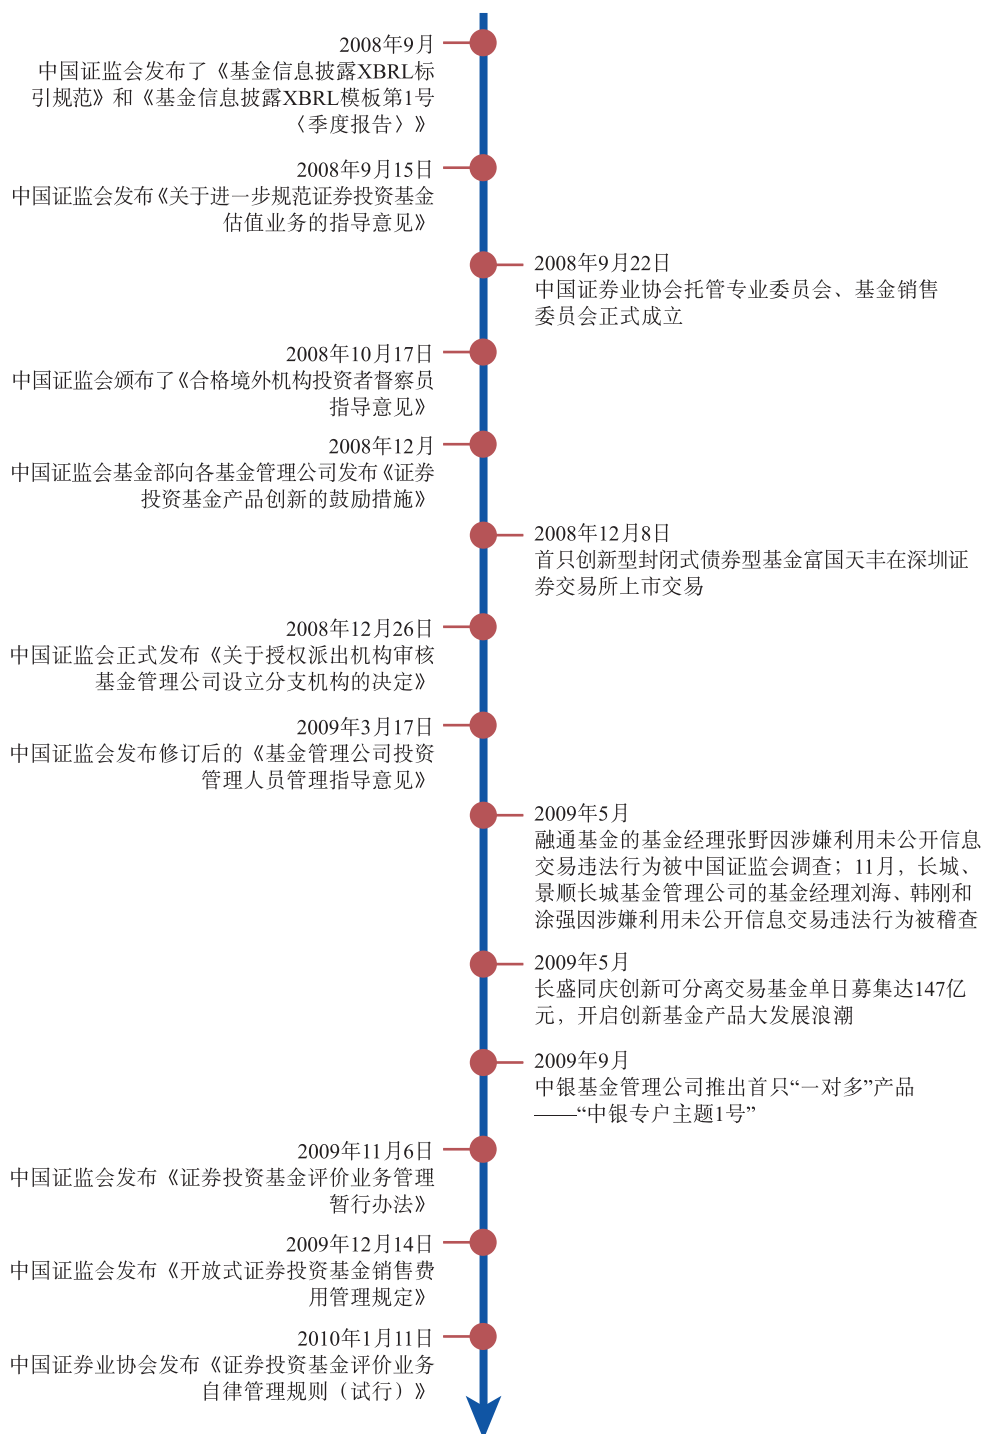 2008年9月
中国证监会发布了《基金信息披露XBRL标
引规范》和《基金信息披露XBRL模板第1号
〈季度报告〉》
2008年9月15日
中国证监会发布《关于进一步规范证券投资基金
估值业务的指导意见》
2008年9月22日
中国证券业协会托管专业委员会、基金销售
委员会正式成立
2008年10月17日
中国证监会颁布了《合格境外机构投资者督察员
指导意见》
2008年12月
中国证监会基金部向各基金管理公司发布《证券
投资基金产品创新的鼓励措施》
2008年12月8日
首只创新型封闭式债券型基金富国天丰在深圳证
券交易所上市交易
2008年12月26日
中国证监会正式发布《关于授权派出机构审核
基金管理公司设立分支机构的决定》
2009年3月17日
中国证监会发布修订后的《基金管理公司投资
管理人员管理指导意见》
2009年5月
融通基金的基金经理张野因涉嫌利用未公开信息
交易违法行为被中国证监会调查；11月，长城、
景顺长城基金管理公司的基金经理刘海、韩刚和
涂强因涉嫌利用未公开信息交易违法行为被稽查
2009年5月
长盛同庆创新可分离交易基金单日募集达147亿
元，开启创新基金产品大发展浪潮
2009年9月
中银基金管理公司推出首只“一对多”产品
——“中银专户主题1号”
2009年11月6日
中国证监会发布《证券投资基金评价业务管理
暂行办法》
2009年12月14日
中国证监会发布《开放式证券投资基金销售费
用管理规定》
2010年1月11日
中国证券业协会发布《证券投资基金评价业务
自律管理规则（试行）》